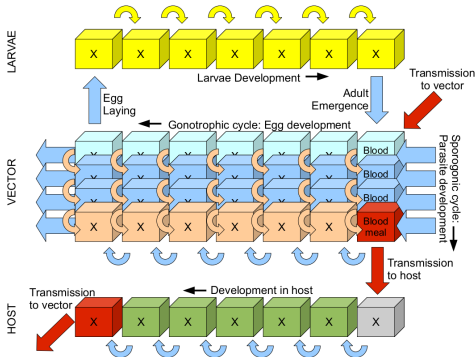 LARVAE
X X X X X X X
Larvae Development
Transmission
to vector
Egg
Laying
Adult
Emergence
Gonotrophic cycle: Egg development
VECTOR
Blood
Blood
Blood
X X X X X X Blood
meal
Sporogonic cycle:
Parasite development
Transmission
to host
Transmission
to vector
Development in host
HOST
X X X X X X X